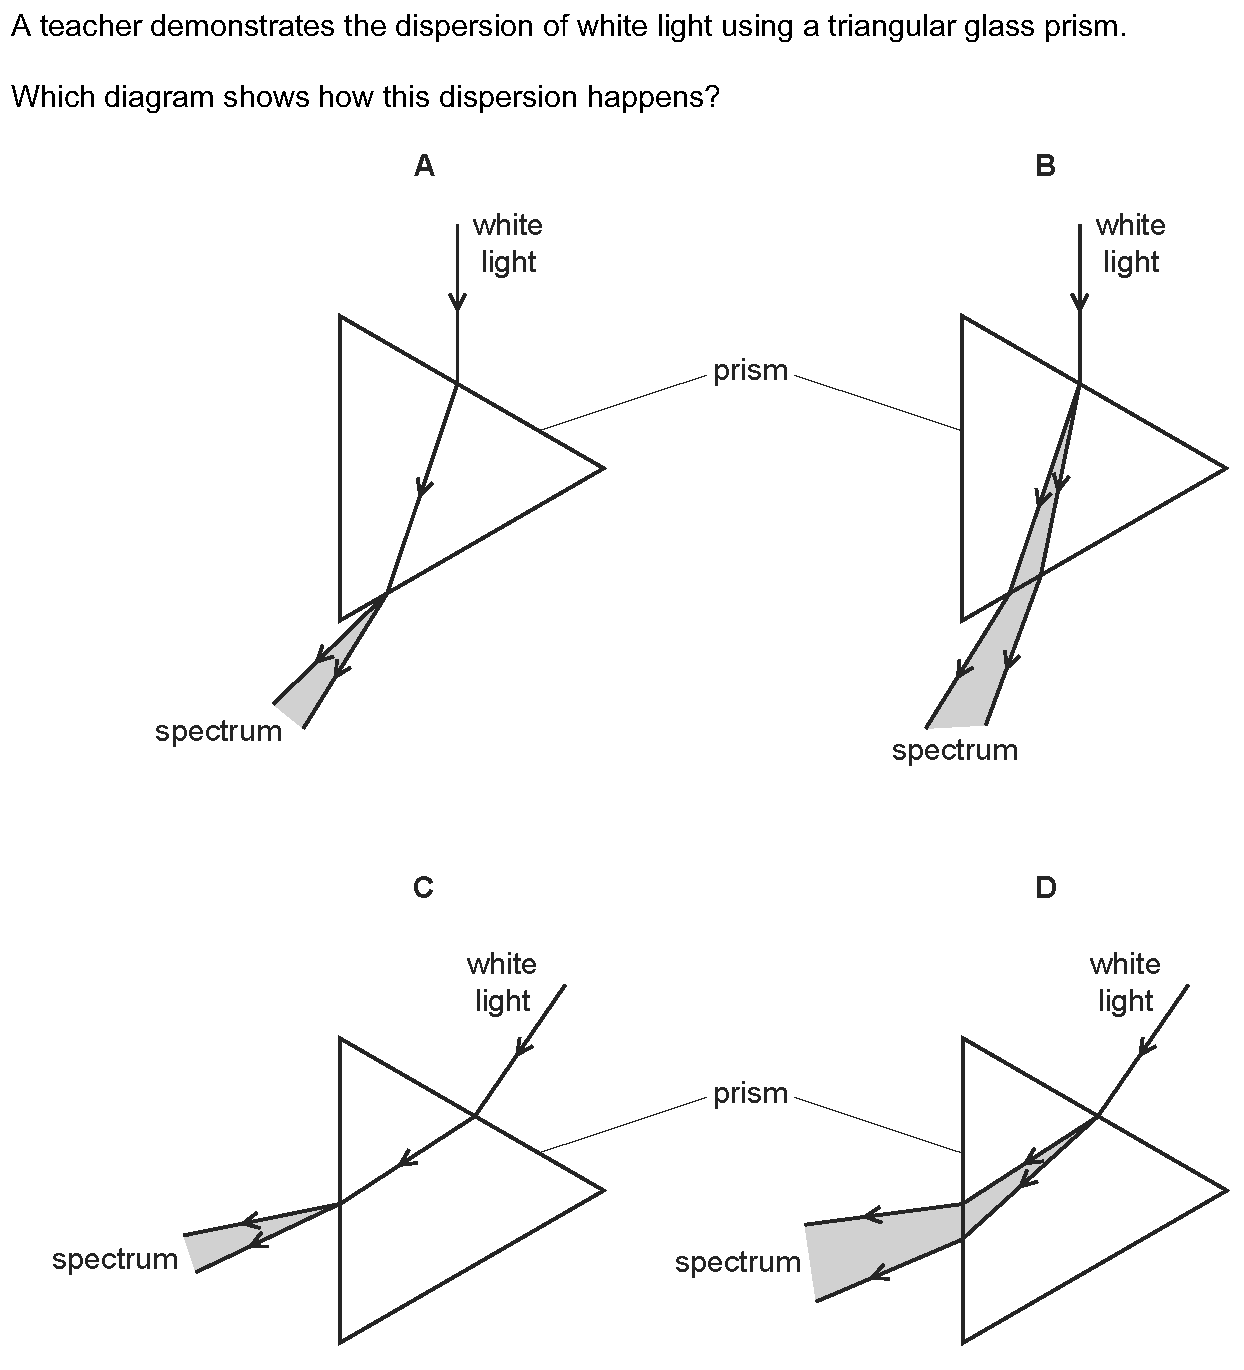 A teacher demonstrates the dispersion of white light using a triangular glass prism.
Which diagram shows how this dispersion happens?
A
B
white
light
white
light
prism
spectrum
spectrum
C
D
white
light
white
light
prism
spectrum
spectrum